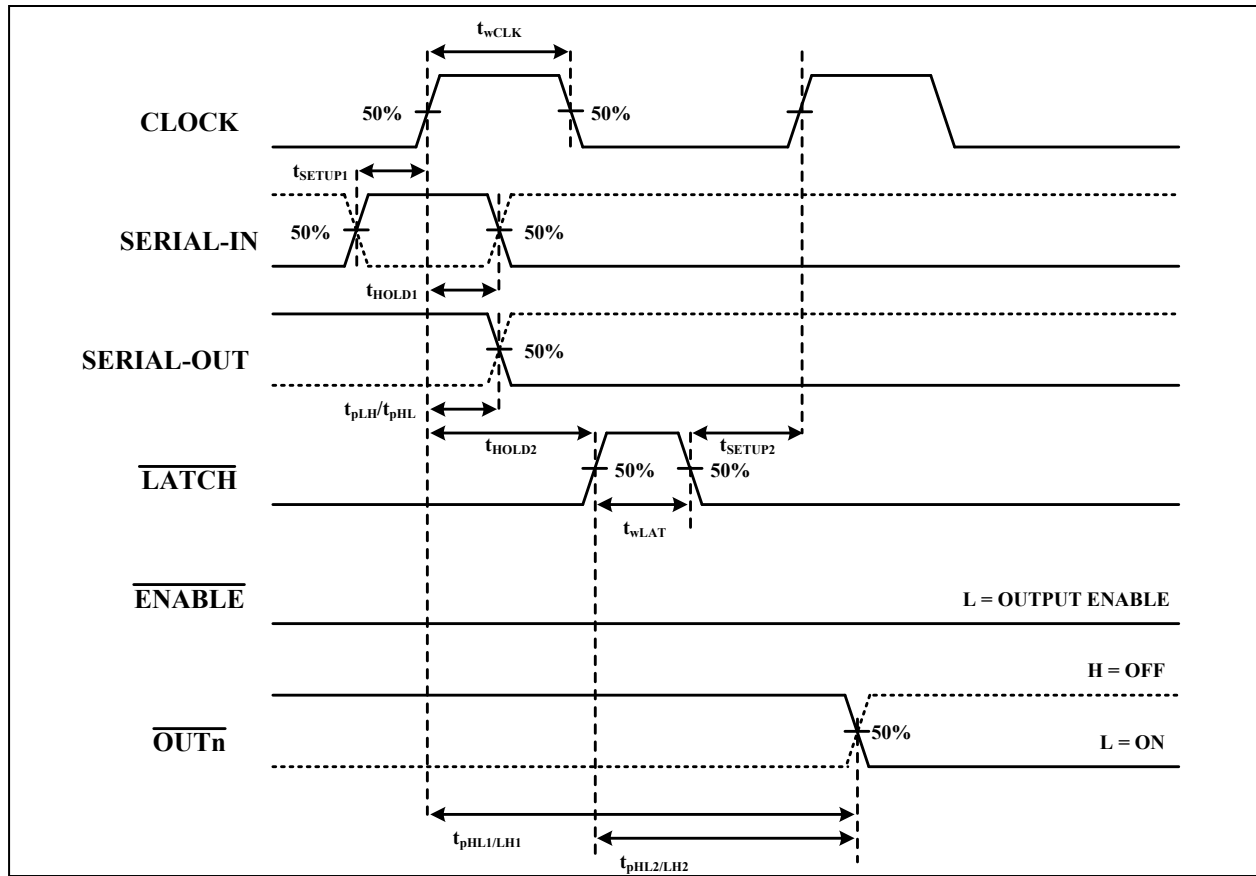 twCLK
CLOCK
50%
50%
tSETUP1
SERIAL-IN
50%
50%
tHOLD1
SERIAL-OUT
50%
tpLH/tpHL
tHOLD2
tSETUP2
LATCH
50%
50%
twLAT
ENABLE
L = OUTPUT ENABLE
H = OFF
OUTn
50%
L = ON
tpHL1/LH1
tpHL2/LH2